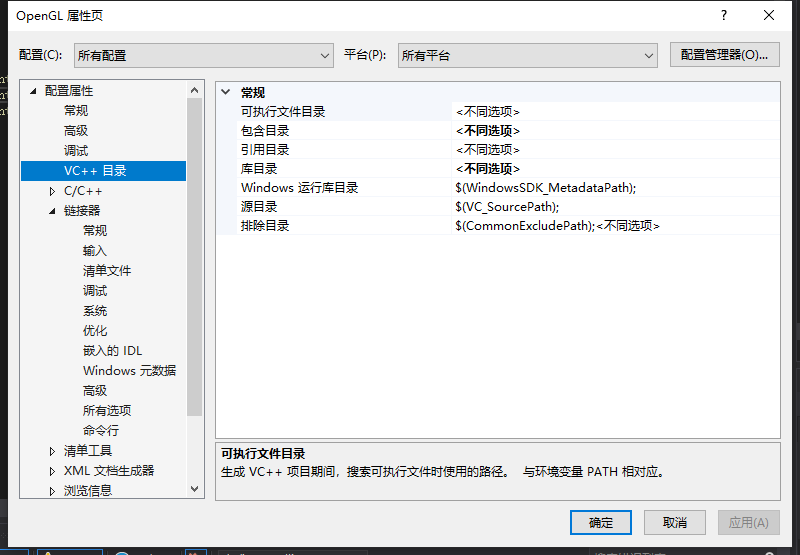 OpenGL 属性页
配置(C): 所有配置 平台(P): 所有平台 配置管理器(O)...
配置属性
常规
高级
调试
VC++ 目录
C/C++
链接器
常规
输入
清单文件
调试
系统
优化
嵌入的 IDL
Windows 元数据
高级
所有选项
命令行
清单工具
XML 文档生成器
浏览信息
常规
可执行文件目录 <不同选项>
包含目录 <不同选项>
引用目录 <不同选项>
库目录 <不同选项>
Windows 运行库目录 $(WindowsSDK_MetadataPath);
源目录 $(VC_SourcePath);
排除目录 $(CommonExcludePath);<不同选项>
可执行文件目录
生成 VC++ 项目期间，搜索可执行文件时使用的路径。 与环境变量 PATH 相对应。
确定 取消 应用(A)